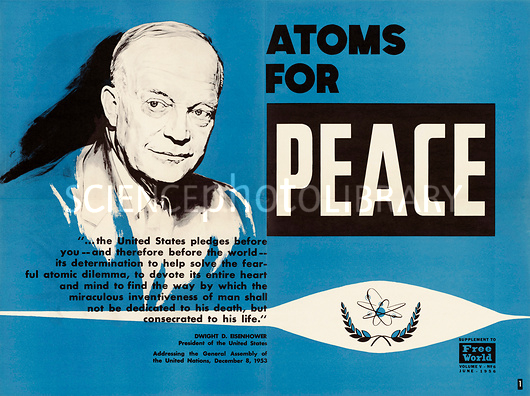 ATOMS
FOR
PEACE
SCIENCEphotoLIBRARY
"...the United States pledges before
you--and therefore before the world--
its determination to help solve the fear-
ful atomic dilemma, to devote its entire heart
and mind to find the way by which the
miraculous inventiveness of man shall
not be dedicated to his death, but
consecrated to his life."
DWIGHT D. EISENHOWER
President of the United States
Addressing the General Assembly of
the United Nations, December 8, 1953
SUPPLEMENT TO
Free
World
VOLUME V - Nº 6
JUNE - 1956
1